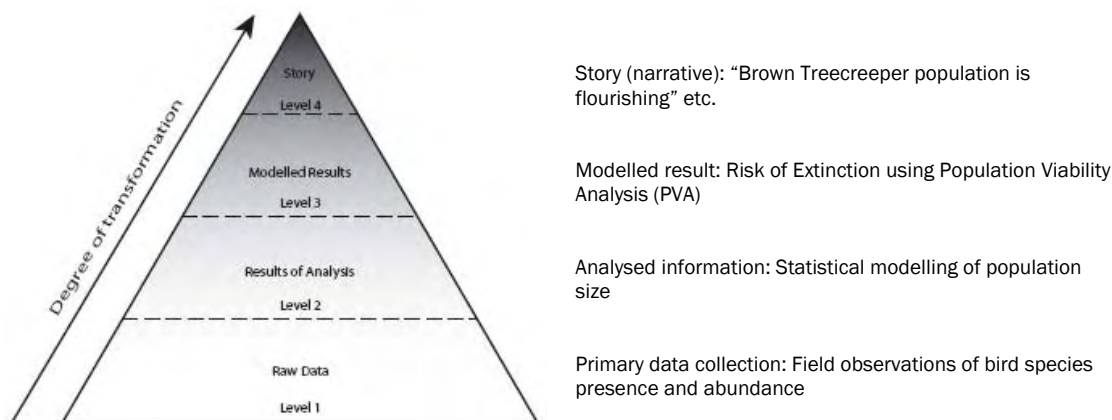 Degree of transformation
Story
Level 4
Modelled Results
Level 3
Results of Analysis
Level 2
Raw Data
Level 1
Story (narrative): “Brown Treecreeper population is
flourishing” etc.
Modelled result: Risk of Extinction using Population Viability
Analysis (PVA)
Analysed information: Statistical modelling of population
size
Primary data collection: Field observations of bird species
presence and abundance